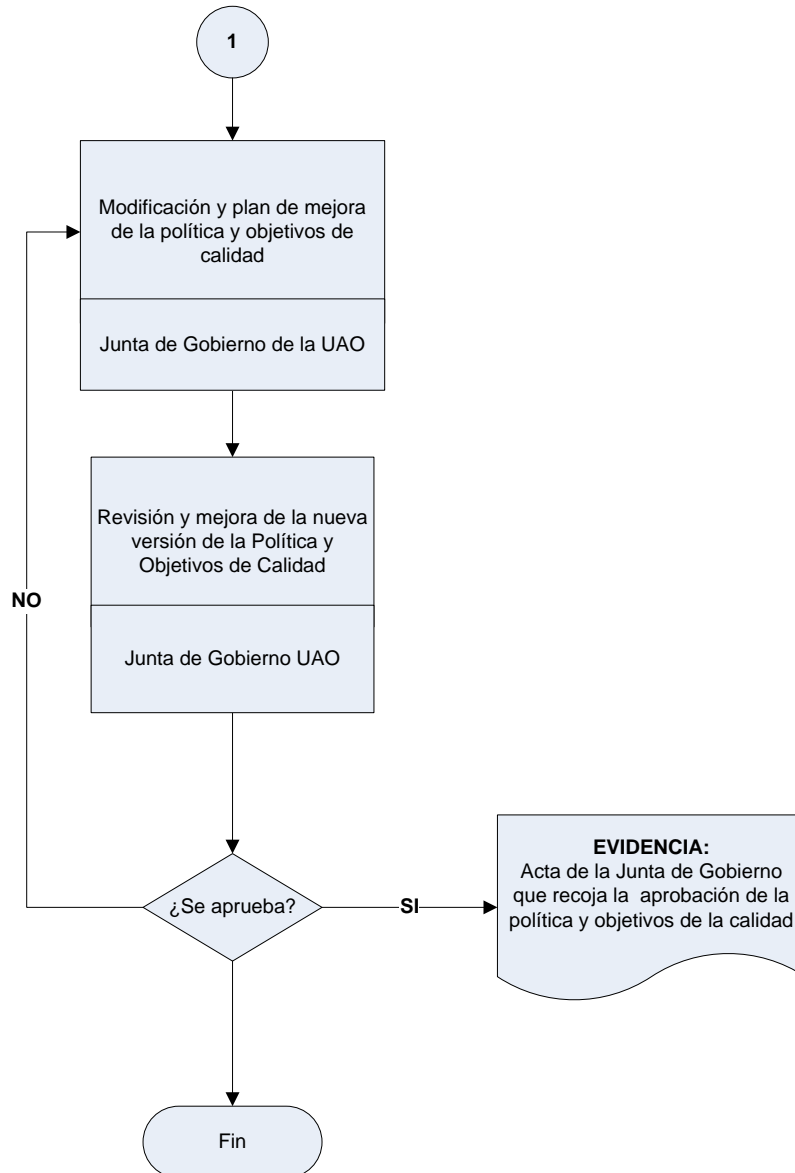 1
Modificación y plan de mejora
de la política y objetivos de
calidad
Junta de Gobierno de la UAO
Revisión y mejora de la nueva
versión de la Política y
Objetivos de Calidad
NO
Junta de Gobierno UAO
¿Se aprueba?
SI
EVIDENCIA:
Acta de la Junta de Gobierno
que recoja la aprobación de la
política y objetivos de la calidad
Fin